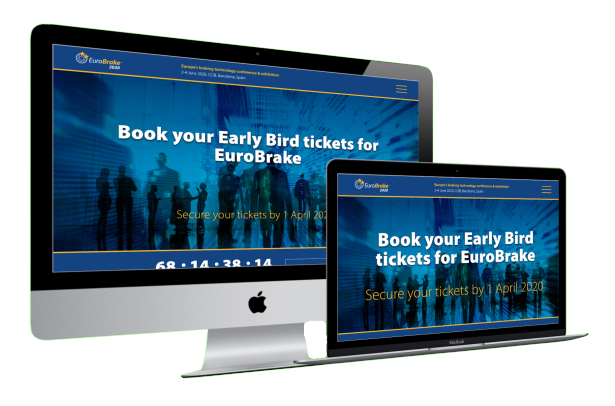 EuroBrake
2020
Europe's braking technology conference & exhibition
2-4 June 2020, CCIB, Barcelona, Spain
Book your Early Bird tickets for
EuroBrake
Secure your tickets by 1 April 202
68 : 14 : 38 : 14
EuroBrake
2020
Europe's braking technology conference & exhibition
2-4 June 2020, CCIB, Barcelona, Spain
Book your Early Bird
tickets for EuroBrake
Secure your tickets by 1 April 2020
MacBook